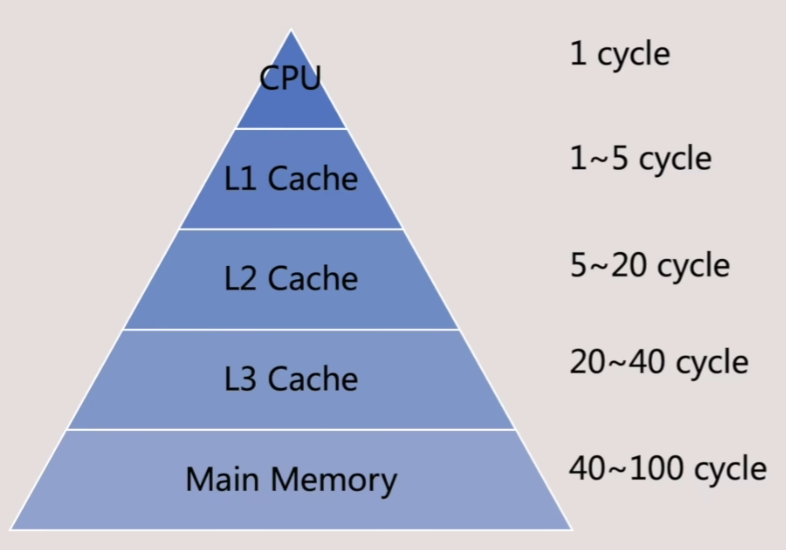 CPU
1 cycle
L1 Cache
1~5 cycle
L2 Cache
5~20 cycle
L3 Cache
20~40 cycle
Main Memory
40~100 cycle